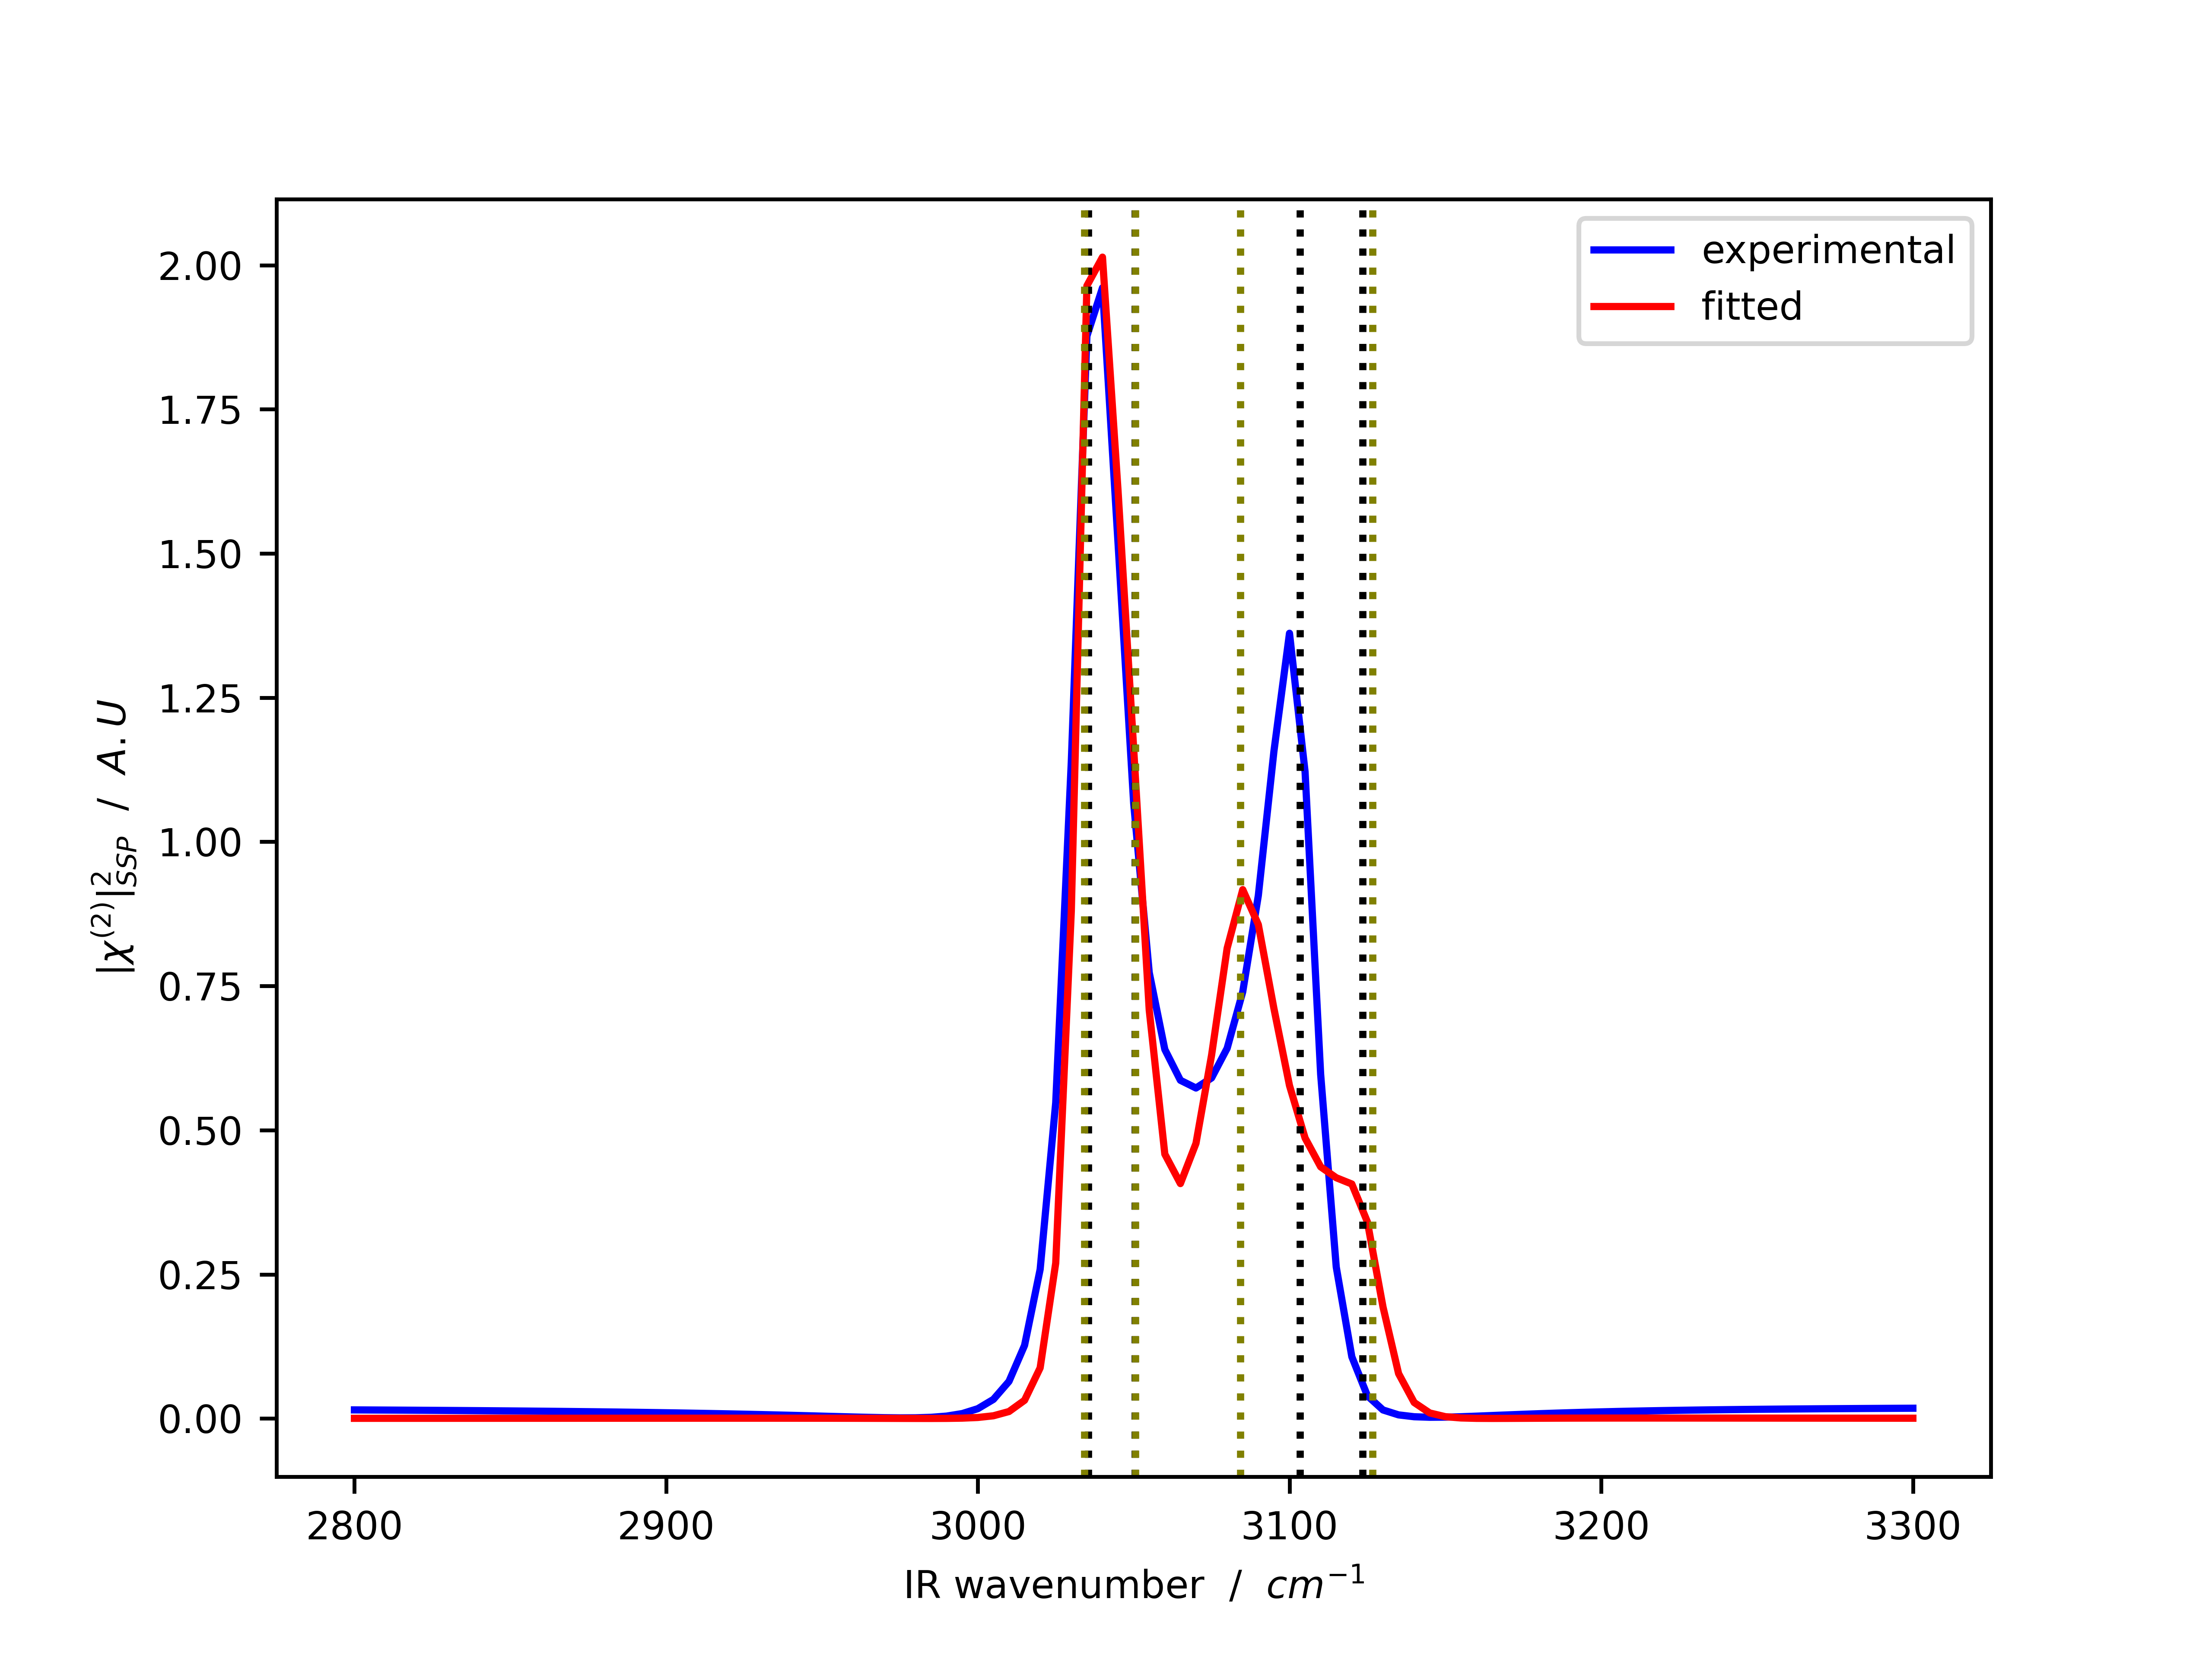 experimental
fitted
2.00
1.75
1.50
1.25
1.00
0.75
0.50
0.25
0.00
|χ^(2)|²_SSP / A.U
2800 2900 3000 3100 3200 3300
IR wavenumber / cm⁻¹